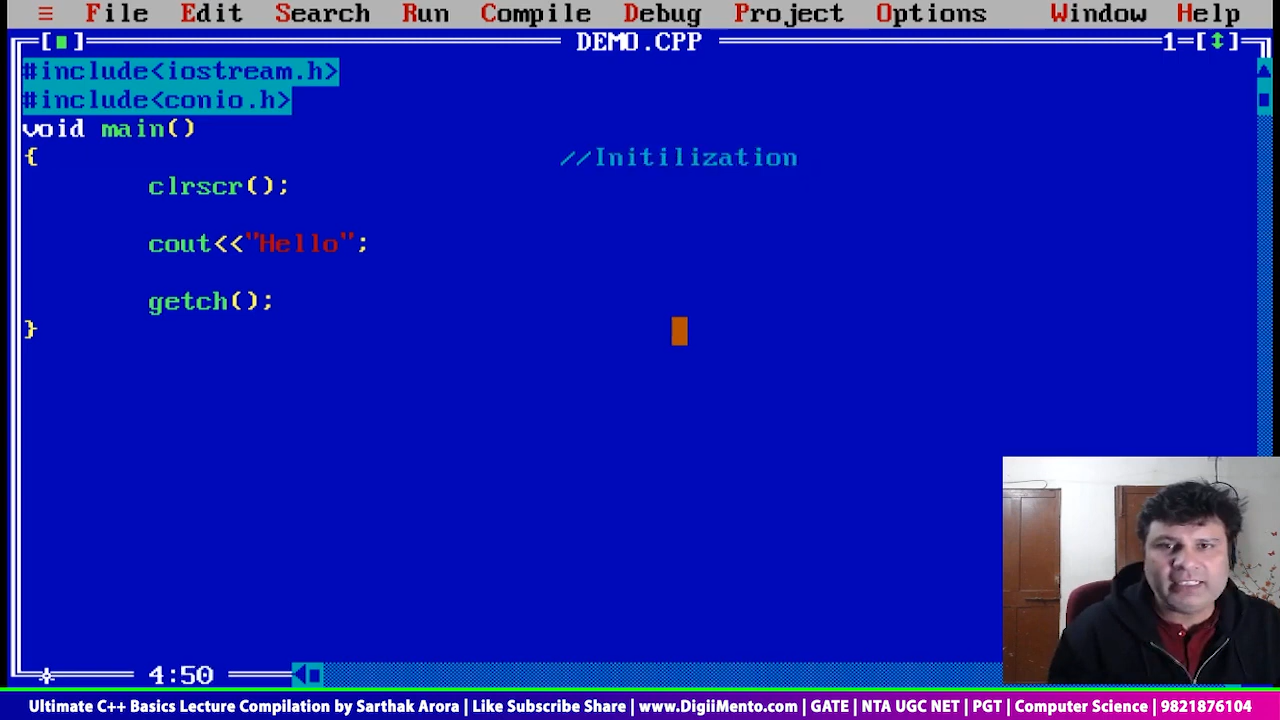 ≡ File Edit Search Run Compile Debug Project Options Window Help
[■] DEMO.CPP 1=[↕]
#include<iostream.h>
#include<conio.h>
void main()
{ //Initilization
clrscr();
cout<<"Hello";
getch();
}
4:50
Ultimate C++ Basics Lecture Compilation by Sarthak Arora | Like Subscribe Share | www.DigiiMento.com | GATE | NTA UGC NET | PGT | Computer Science | 9821876104